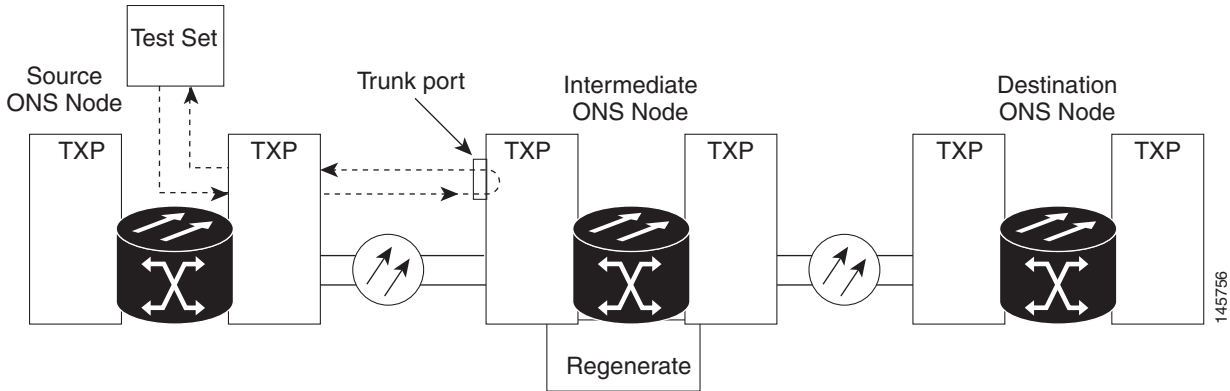 Test Set
Source
ONS Node
Trunk port
Intermediate
ONS Node
Destination
ONS Node
TXP
TXP
TXP
TXP
TXP
TXP
Regenerate
145756